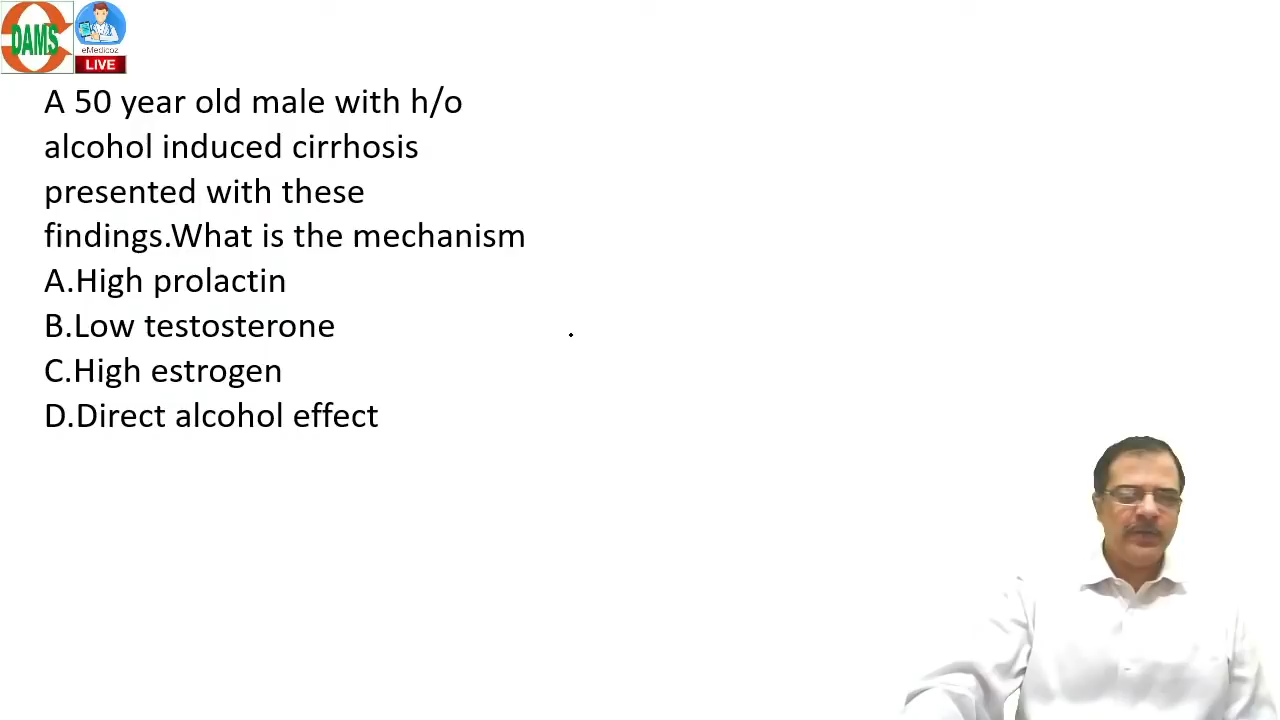 DAMS
eMedicoz
LIVE
A 50 year old male with h/o
alcohol induced cirrhosis
presented with these
findings.What is the mechanism
A.High prolactin
B.Low testosterone
C.High estrogen
D.Direct alcohol effect